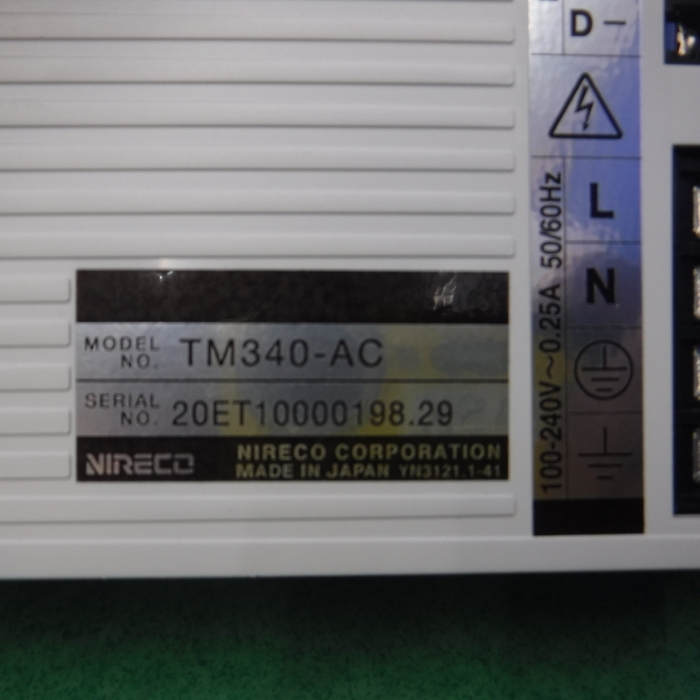 MODEL NO. TM340-AC
SERIAL NO. 20ET10000198.29
NIRECO NIRECO CORPORATION
MADE IN JAPAN YN3121.1-41
D-
L
N
100-240V~0.25A 50/60Hz